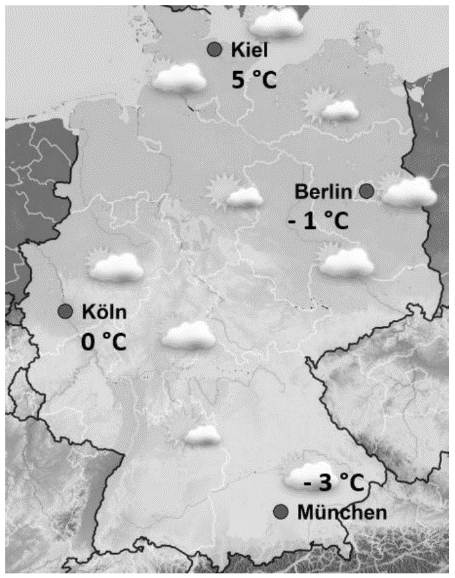 Kiel
5 °C
Berlin
- 1 °C
Köln
0 °C
- 3 °C
München